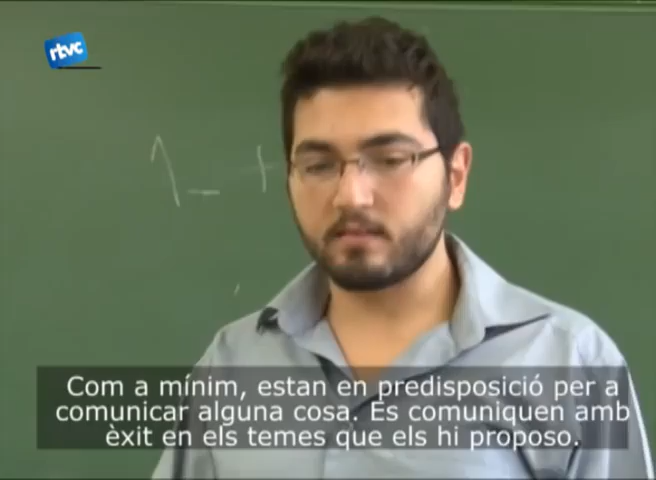 rtvc
1 - +
Com a mínim, estan en predisposició per a
comunicar alguna cosa. Es comuniquen amb
èxit en els temes que els hi proposo.